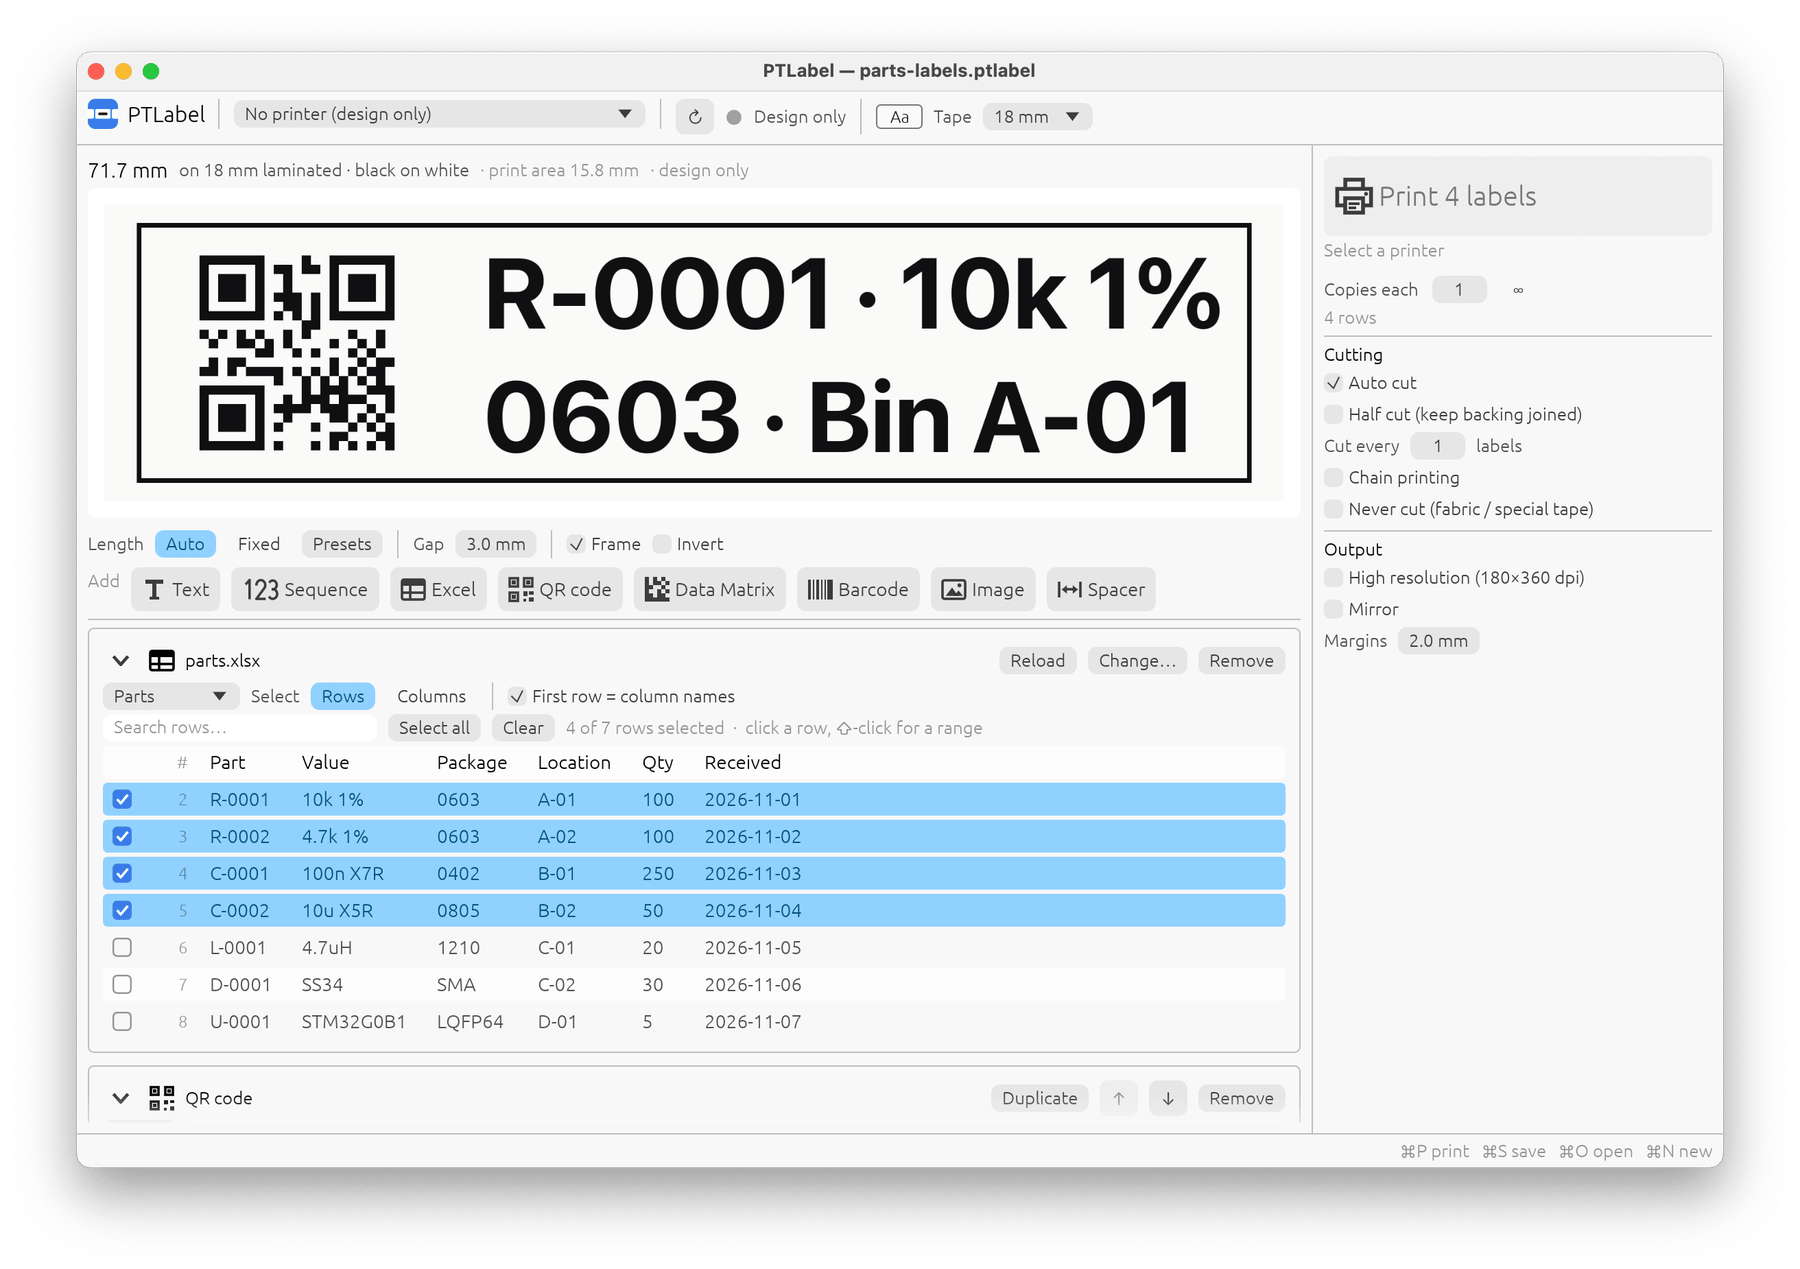 PTLabel — parts-labels.ptlabel
PTLabel
No printer (design only)
Design only
Aa
Tape
18 mm
71.7 mm on 18 mm laminated · black on white · print area 15.8 mm · design only
R-0001 · 10k 1%
0603 · Bin A-01
Length Auto Fixed Presets Gap 3.0 mm Frame Invert
Add Text 123 Sequence Excel QR code Data Matrix Barcode Image Spacer
parts.xlsx Reload Change... Remove
Parts Select Rows Columns First row = column names
Search rows... Select all Clear 4 of 7 rows selected · click a row, ⇧-click for a range
# Part Value Package Location Qty Received
2 R-0001 10k 1% 0603 A-01 100 2026-11-01
3 R-0002 4.7k 1% 0603 A-02 100 2026-11-02
4 C-0001 100n X7R 0402 B-01 250 2026-11-03
5 C-0002 10u X5R 0805 B-02 50 2026-11-04
6 L-0001 4.7uH 1210 C-01 20 2026-11-05
7 D-0001 SS34 SMA C-02 30 2026-11-06
8 U-0001 STM32G0B1 LQFP64 D-01 5 2026-11-07
QR code Duplicate ↑ ↓ Remove
Print 4 labels
Select a printer
Copies each 1 ∞
4 rows
Cutting
Auto cut
Half cut (keep backing joined)
Cut every 1 labels
Chain printing
Never cut (fabric / special tape)
Output
High resolution (180×360 dpi)
Mirror
Margins 2.0 mm
⌘P print ⌘S save ⌘O open ⌘N new